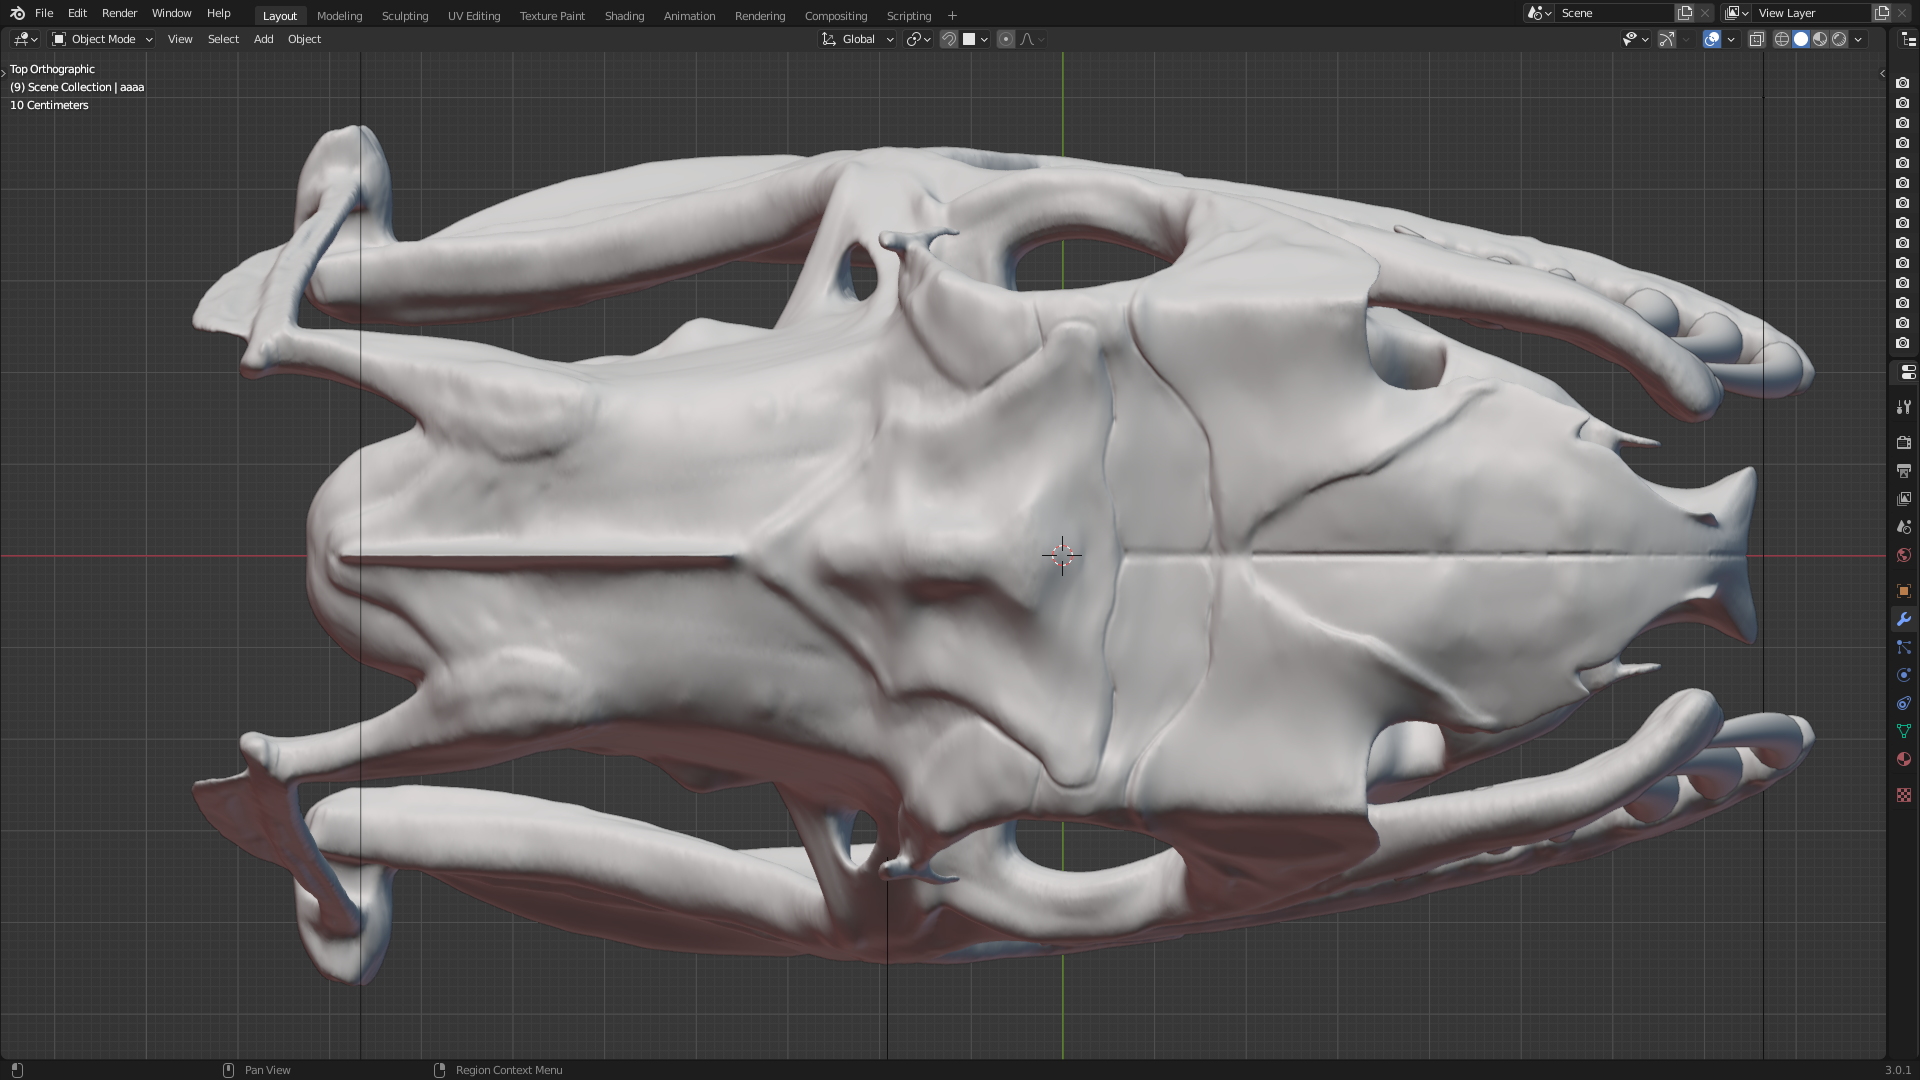 File Edit Render Window Help Layout Modeling Sculpting UV Editing Texture Paint Shading Animation Rendering Compositing Scripting + Scene View Layer
Object Mode View Select Add Object Global
Top Orthographic
(9) Scene Collection | aaaa
10 Centimeters
Pan View Region Context Menu 3.0.1